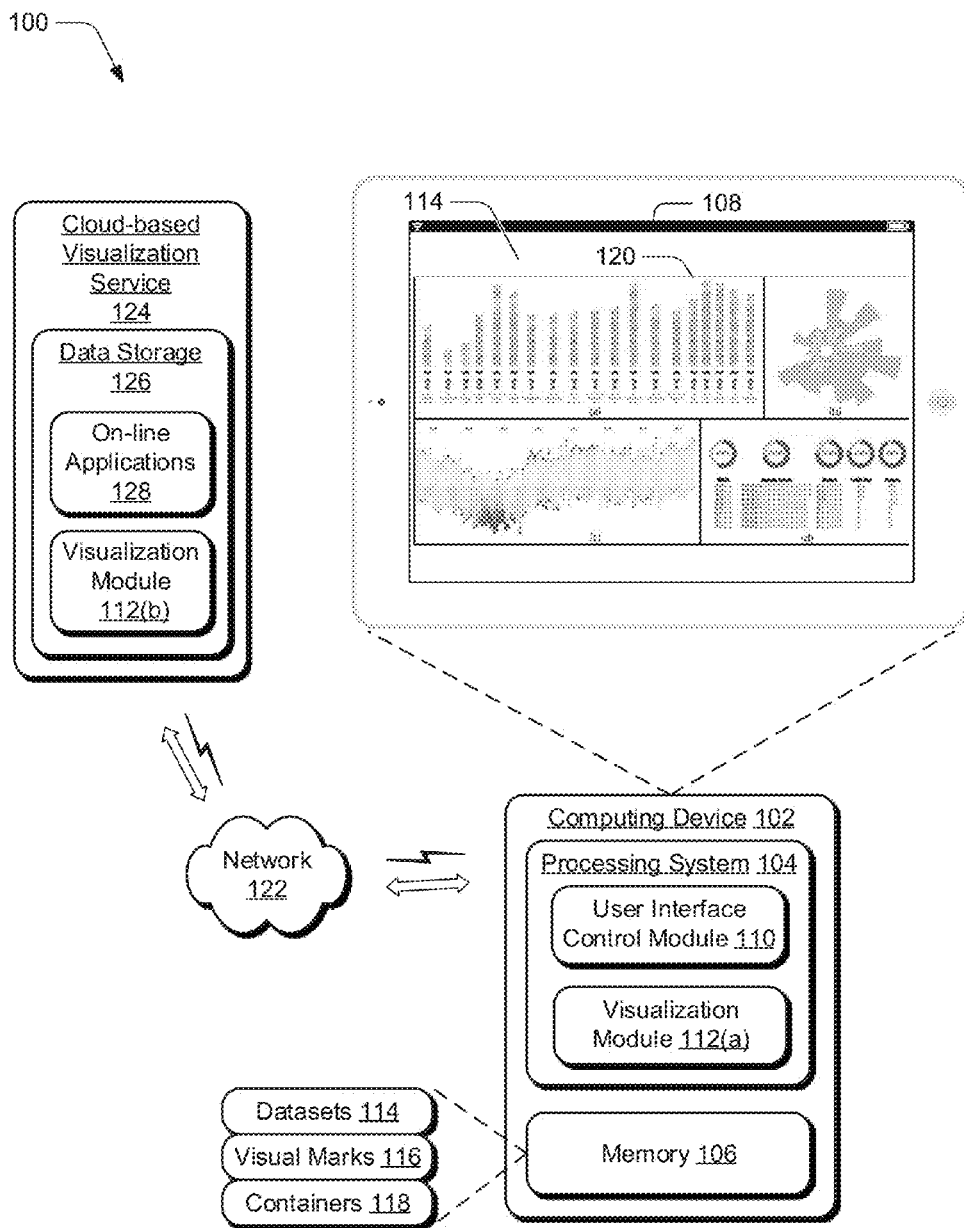 100
Cloud-based
Visualization
Service
124
Data Storage
126
On-line
Applications
128
Visualization
Module
112(b)
114
108
120
(a)
(b)
(c)
(d)
Network
122
Computing Device 102
Processing System 104
User Interface
Control Module 110
Visualization
Module 112(a)
Memory 106
Datasets 114
Visual Marks 116
Containers 118